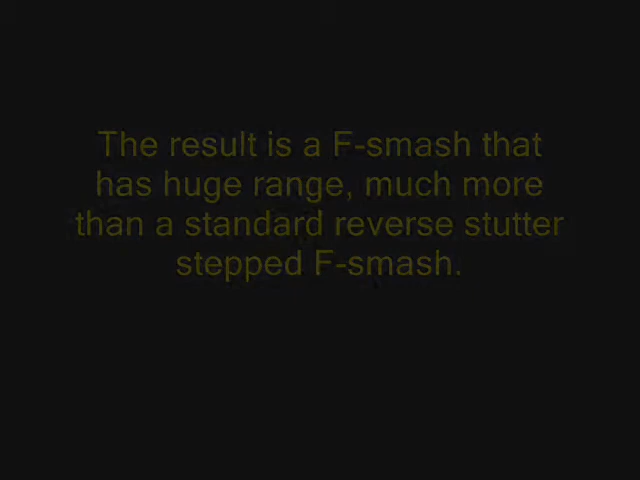 The result is a F-smash that
has huge range, much more
than a standard reverse stutter
stepped F-smash.